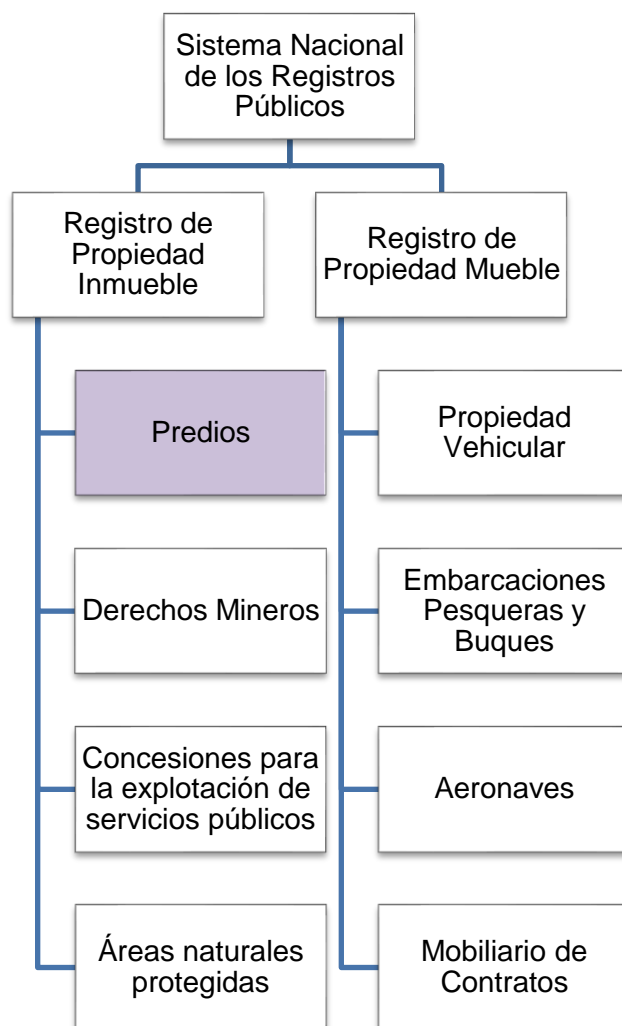 Sistema Nacional
de los Registros
Públicos
Registro de
Propiedad
Inmueble
Registro de
Propiedad Mueble
Predios
Propiedad
Vehicular
Derechos Mineros
Embarcaciones
Pesqueras y
Buques
Concesiones para
la explotación de
servicios públicos
Aeronaves
Áreas naturales
protegidas
Mobiliario de
Contratos